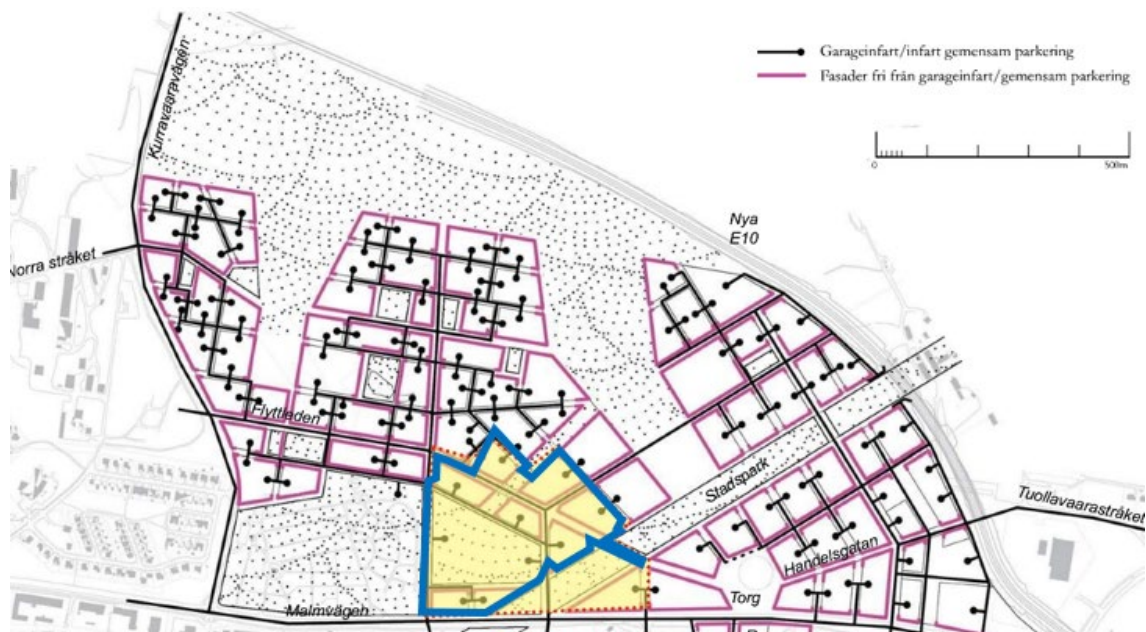 Garageinfart/infart gemensam parkering
Fasader fri från garageinfart/gemensam parkering
0
500m
Kurravaaravägen
Norra stråket
Nya
E10
Flyttleden
Stadspark
Tuollavaarastråket
Handelsgatan
Malmvägen
Torg